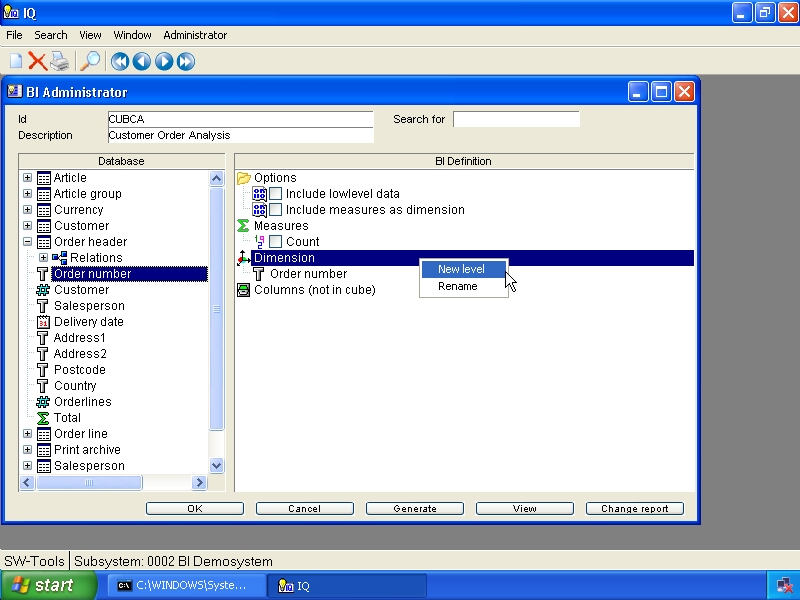 IQ
File Search View Window Administrator
BI Administrator
Id CUBCA Search for
Description Customer Order Analysis
Database BI Definition
Article
Article group
Currency
Customer
Order header
Relations
Order number
Customer
Salesperson
Delivery date
Address1
Address2
Postcode
Country
Orderlines
Total
Order line
Print archive
Salesperson
Options
Include lowlevel data
Include measures as dimension
Measures
Count
Dimension
Order number
Columns (not in cube)
New level
Rename
OK Cancel Generate View Change report
SW-Tools Subsystem: 0002 BI Demosystem
start C:\WINDOWS\Syste... IQ